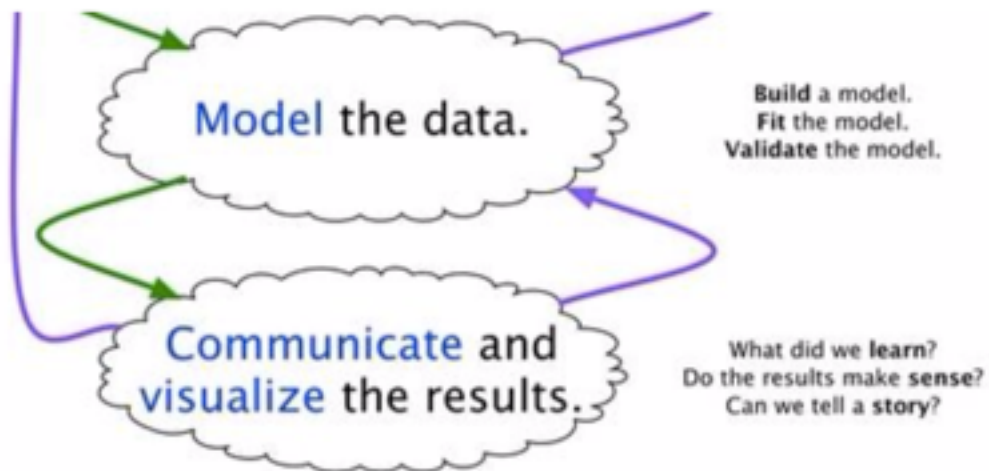 Model the data.
Build a model.
Fit the model.
Validate the model.
Communicate and
visualize the results.
What did we learn?
Do the results make sense?
Can we tell a story?